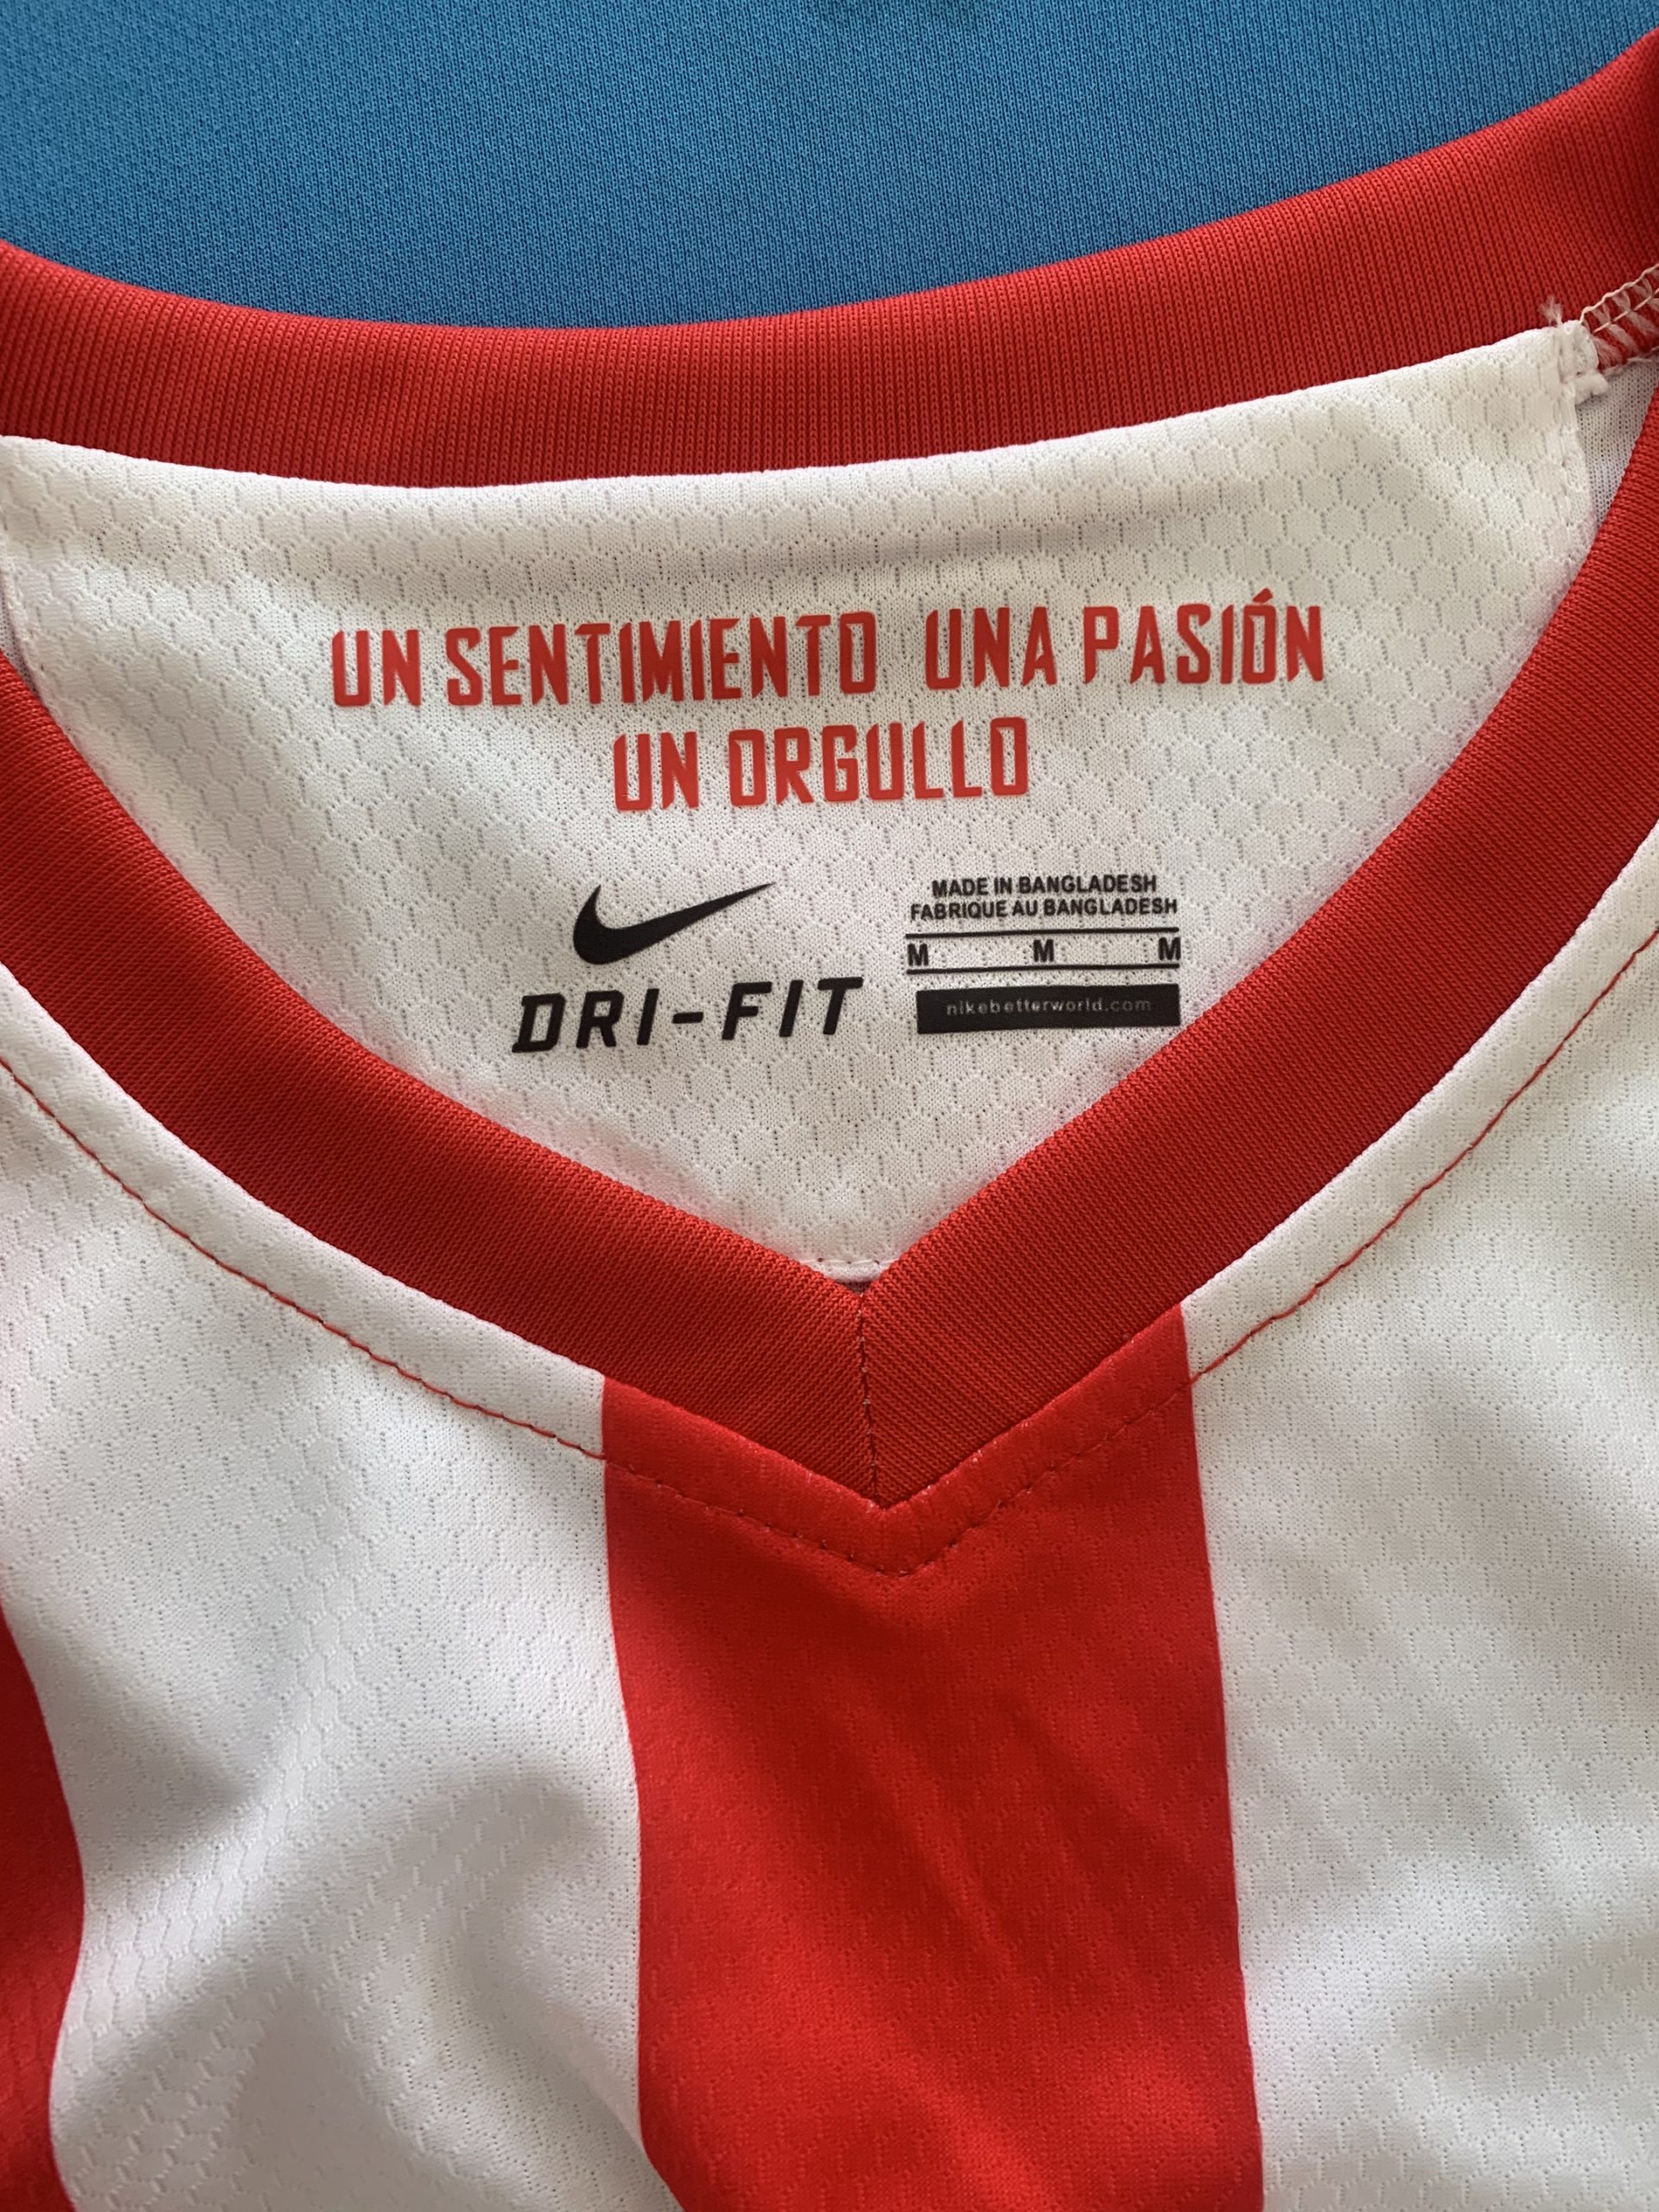 UN SENTIMIENTO UNA PASIÓN
UN ORGULLO
DRI-FIT
MADE IN BANGLADESH
FABRIQUE AU BANGLADESH
M M M
nikebetterworld.com